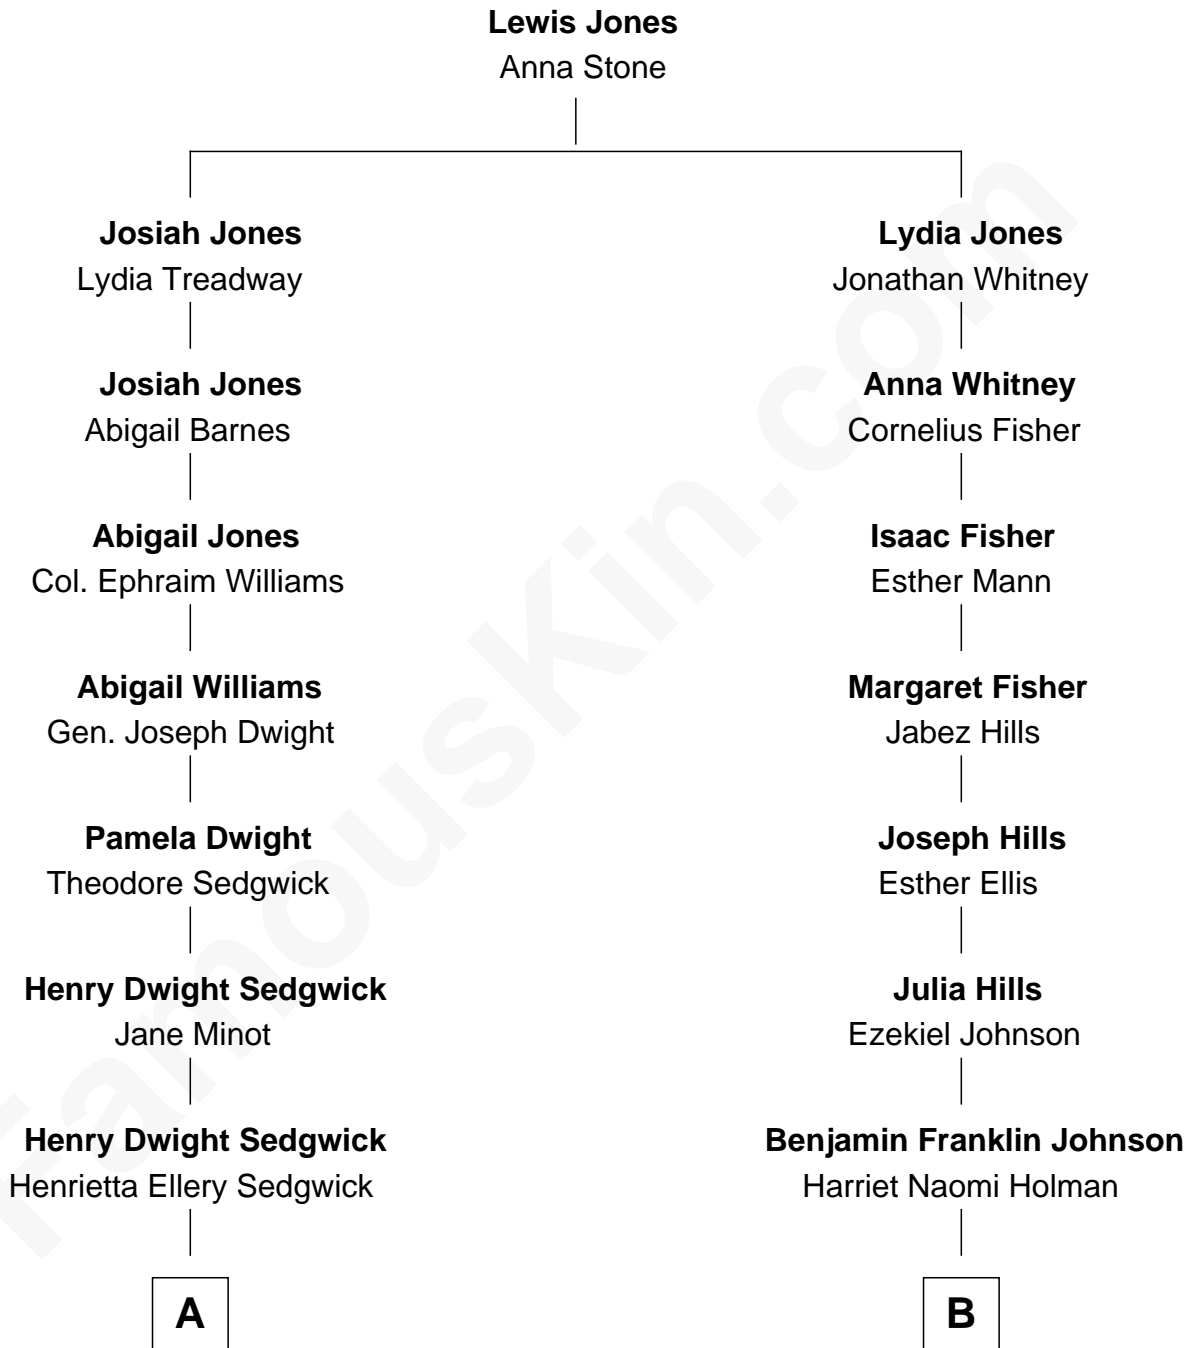 Lewis Jones
Anna Stone
Josiah Jones
Lydia Treadway
Josiah Jones
Abigail Barnes
Abigail Jones
Col. Ephraim Williams
Abigail Williams
Gen. Joseph Dwight
Pamela Dwight
Theodore Sedgwick
Henry Dwight Sedgwick
Jane Minot
Henry Dwight Sedgwick
Henrietta Ellery Sedgwick
A
Lydia Jones
Jonathan Whitney
Anna Whitney
Cornelius Fisher
Isaac Fisher
Esther Mann
Margaret Fisher
Jabez Hills
Joseph Hills
Esther Ellis
Julia Hills
Ezekiel Johnson
Benjamin Franklin Johnson
Harriet Naomi Holman
B
FamousKin.com